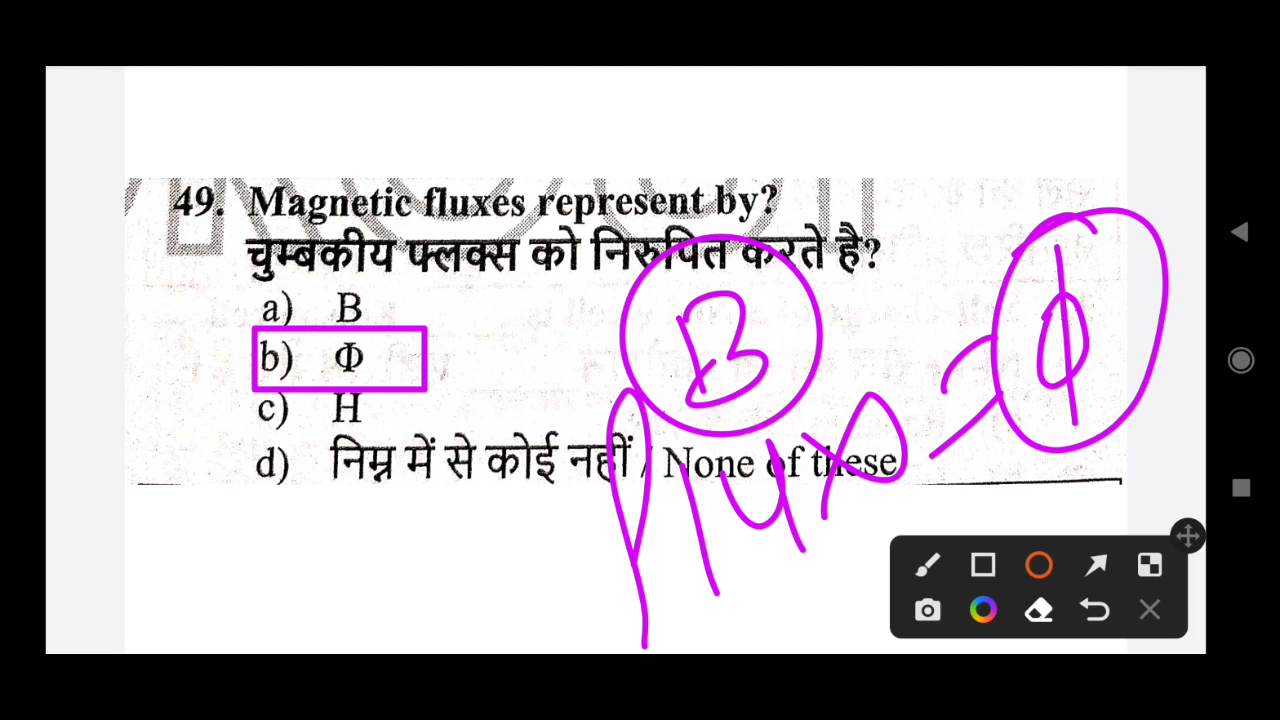 49. Magnetic fluxes represent by?
चुम्बकीय फ्लक्स को निरुपित करते है?
a) B
b) Φ
c) H
d) निम्न में से कोई नहीं / None of these
B
flux = ϕ